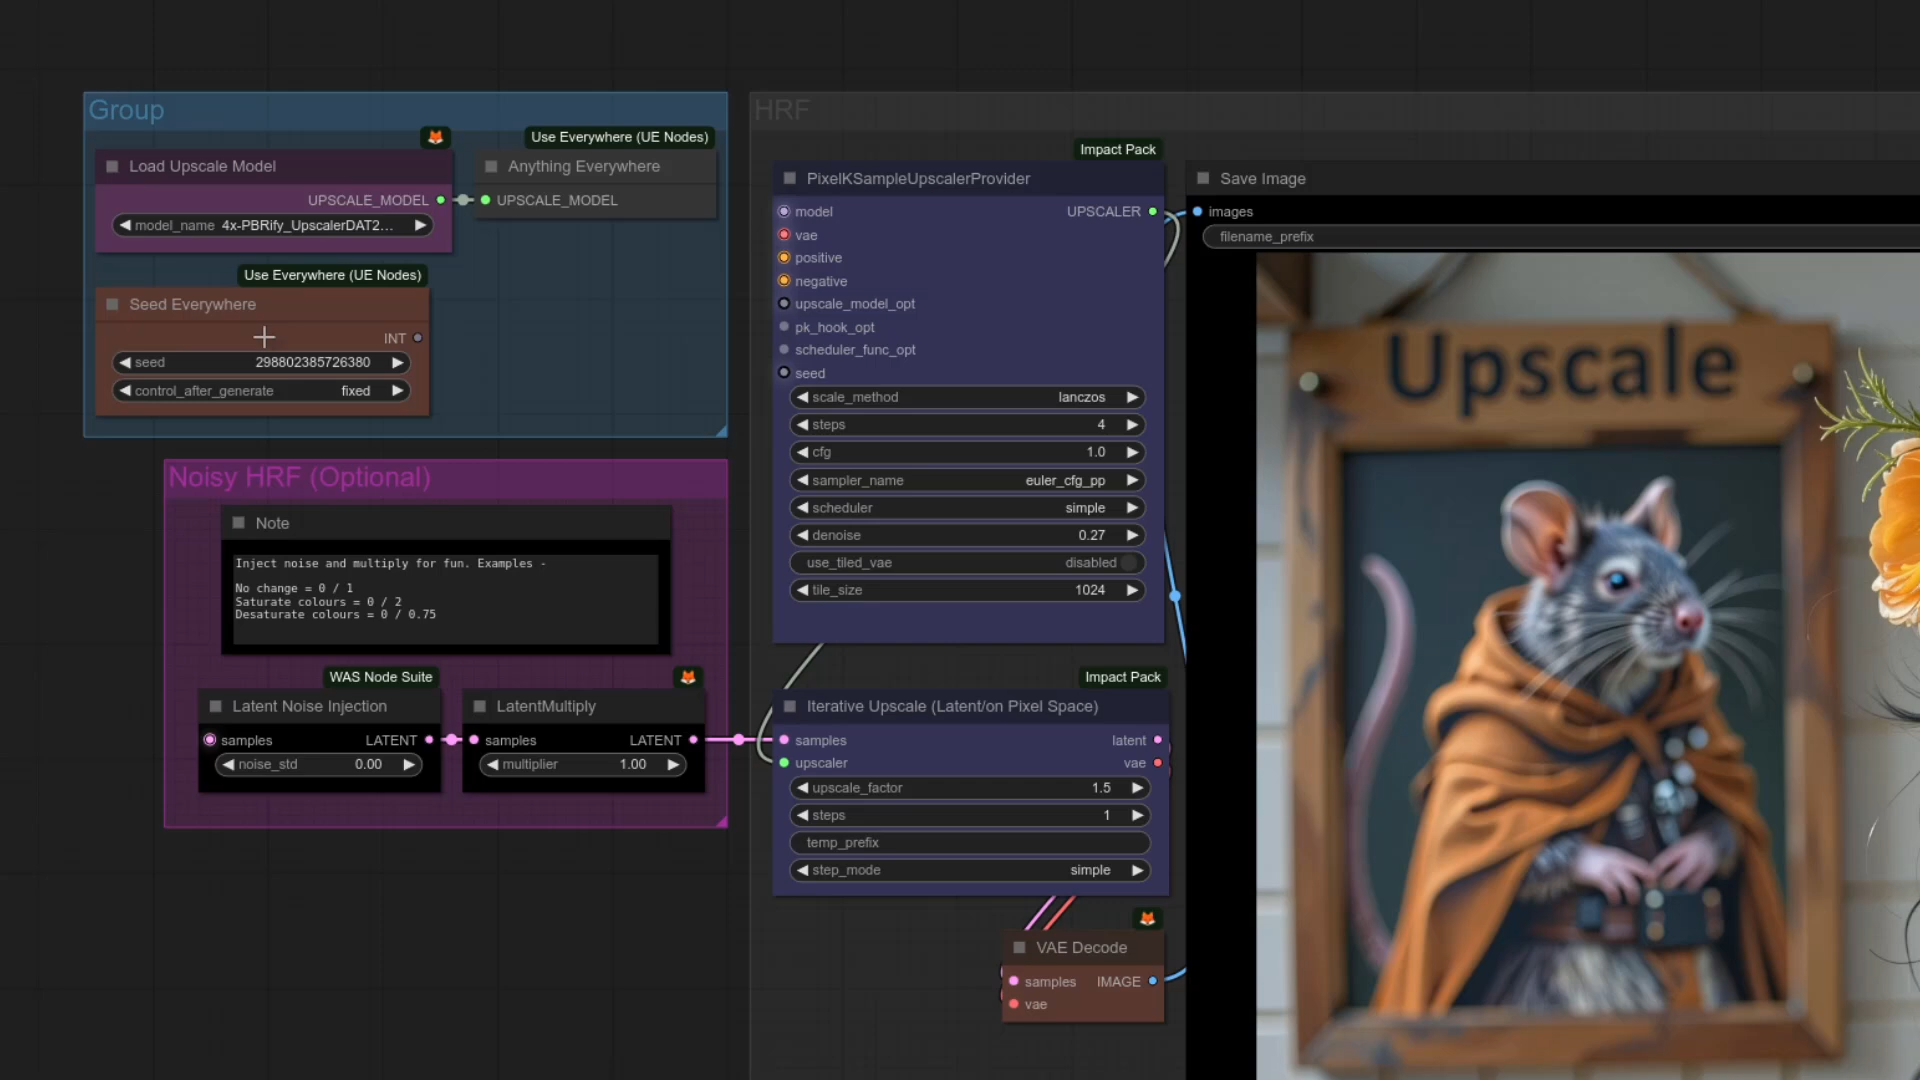 Group
Use Everywhere (UE Nodes)
Load Upscale Model
Anything Everywhere
UPSCALE_MODEL
UPSCALE_MODEL
model_name 4x-PBRify_UpscalerDAT2...
Use Everywhere (UE Nodes)
Seed Everywhere
INT
seed 298802385726380
control_after_generate fixed
Noisy HRF (Optional)
Note
Inject noise and multiply for fun. Examples -
No change = 0 / 1
Saturate colours = 0 / 2
Desaturate colours = 0 / 0.75
WAS Node Suite
Latent Noise Injection
samples LATENT
noise_std 0.00
LatentMultiply
samples LATENT
multiplier 1.00
HRF
Impact Pack
PixelKSampleUpscalerProvider
model UPSCALER
vae
positive
negative
upscale_model_opt
pk_hook_opt
scheduler_func_opt
seed
scale_method lanczos
steps 4
cfg 1.0
sampler_name euler_cfg_pp
scheduler simple
denoise 0.27
use_tiled_vae disabled
tile_size 1024
Impact Pack
Iterative Upscale (Latent/on Pixel Space)
samples latent
upscaler vae
upscale_factor 1.5
steps 1
temp_prefix
step_mode simple
VAE Decode
samples IMAGE
vae
Save Image
images
filename_prefix
Upscale